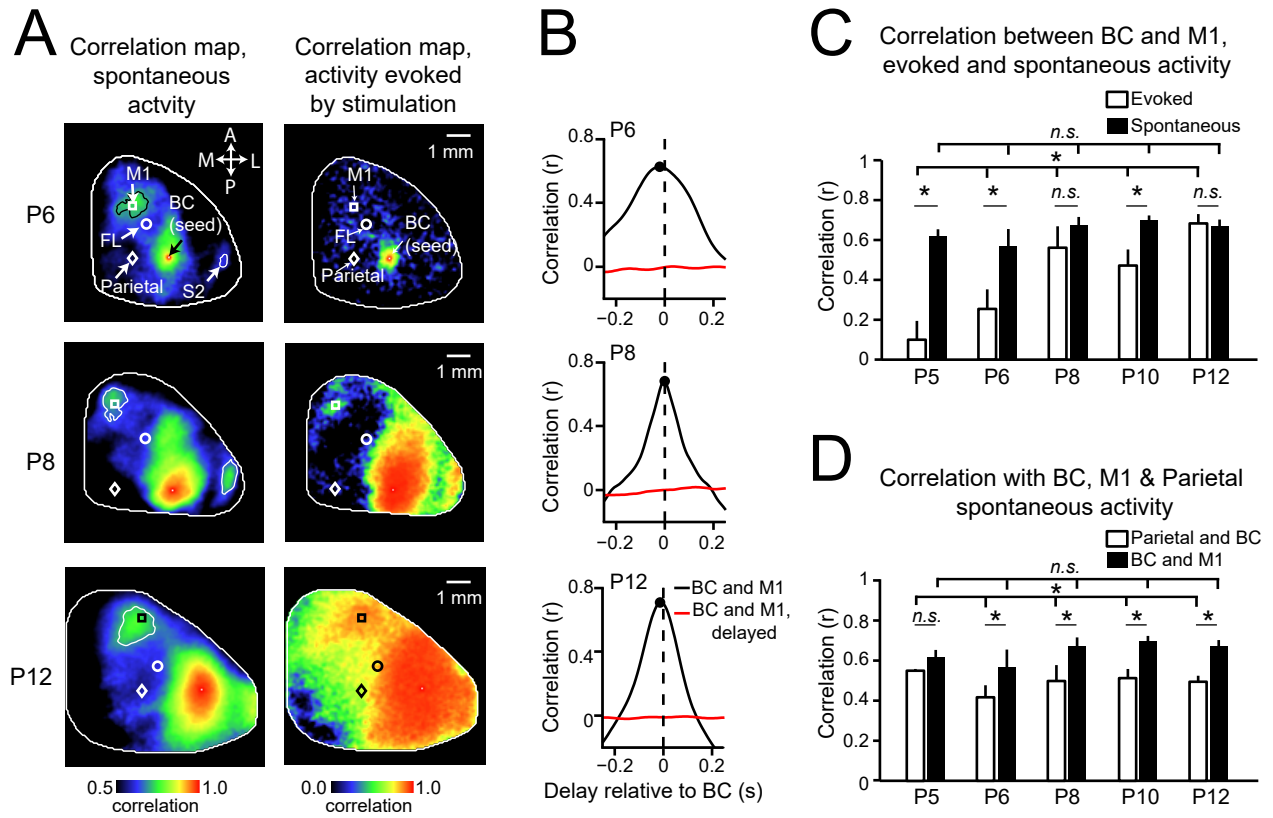 A
Correlation map,
spontaneous
actvity
Correlation map,
activity evoked
by stimulation
P6
A
M L
P
M1
BC
(seed)
FL
Parietal
S2
1 mm
M1
FL
BC
(seed)
Parietal
P8
1 mm
P12
1 mm
0.5 1.0
correlation
0.0 1.0
correlation
B
P6
0.8
0.4
0
Correlation (r)
−0.2 0 0.2
P8
0.8
0.4
0
Correlation (r)
−0.2 0 0.2
P12
BC and M1
BC and M1,
delayed
0.8
0.4
0
Correlation (r)
−0.2 0 0.2
Delay relative to BC (s)
C
Correlation between BC and M1,
evoked and spontaneous activity
Evoked
Spontaneous
n.s.
*
* * n.s. * n.s.
1
0.8
0.6
0.4
0.2
0
Correlation (r)
P5 P6 P8 P10 P12
D
Correlation with BC, M1 & Parietal
spontaneous activity
Parietal and BC
BC and M1
n.s.
*
n.s. * * * *
1
0.8
0.6
0.4
0.2
0
Correlation (r)
P5 P6 P8 P10 P12